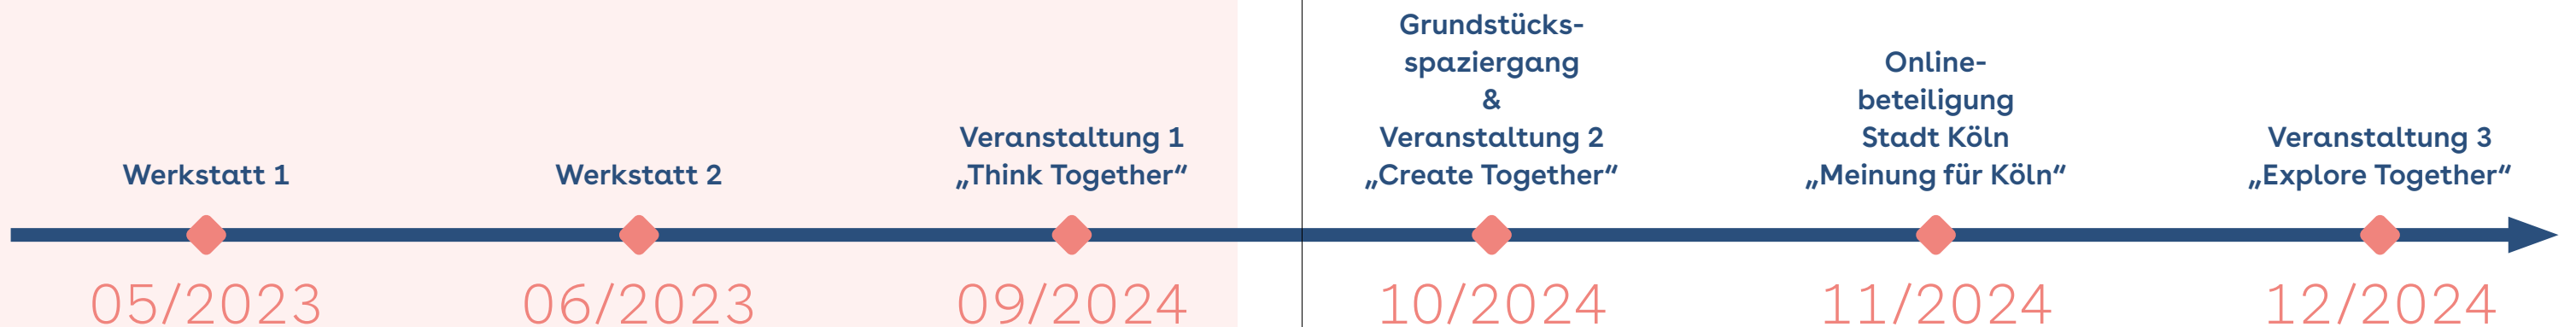 Werkstatt 1
05/2023
Werkstatt 2
06/2023
Veranstaltung 1
„Think Together“
09/2024
Grundstücks-
spaziergang
&
Veranstaltung 2
„Create Together“
10/2024
Online-
beteiligung
Stadt Köln
„Meinung für Köln“
11/2024
Veranstaltung 3
„Explore Together“
12/2024